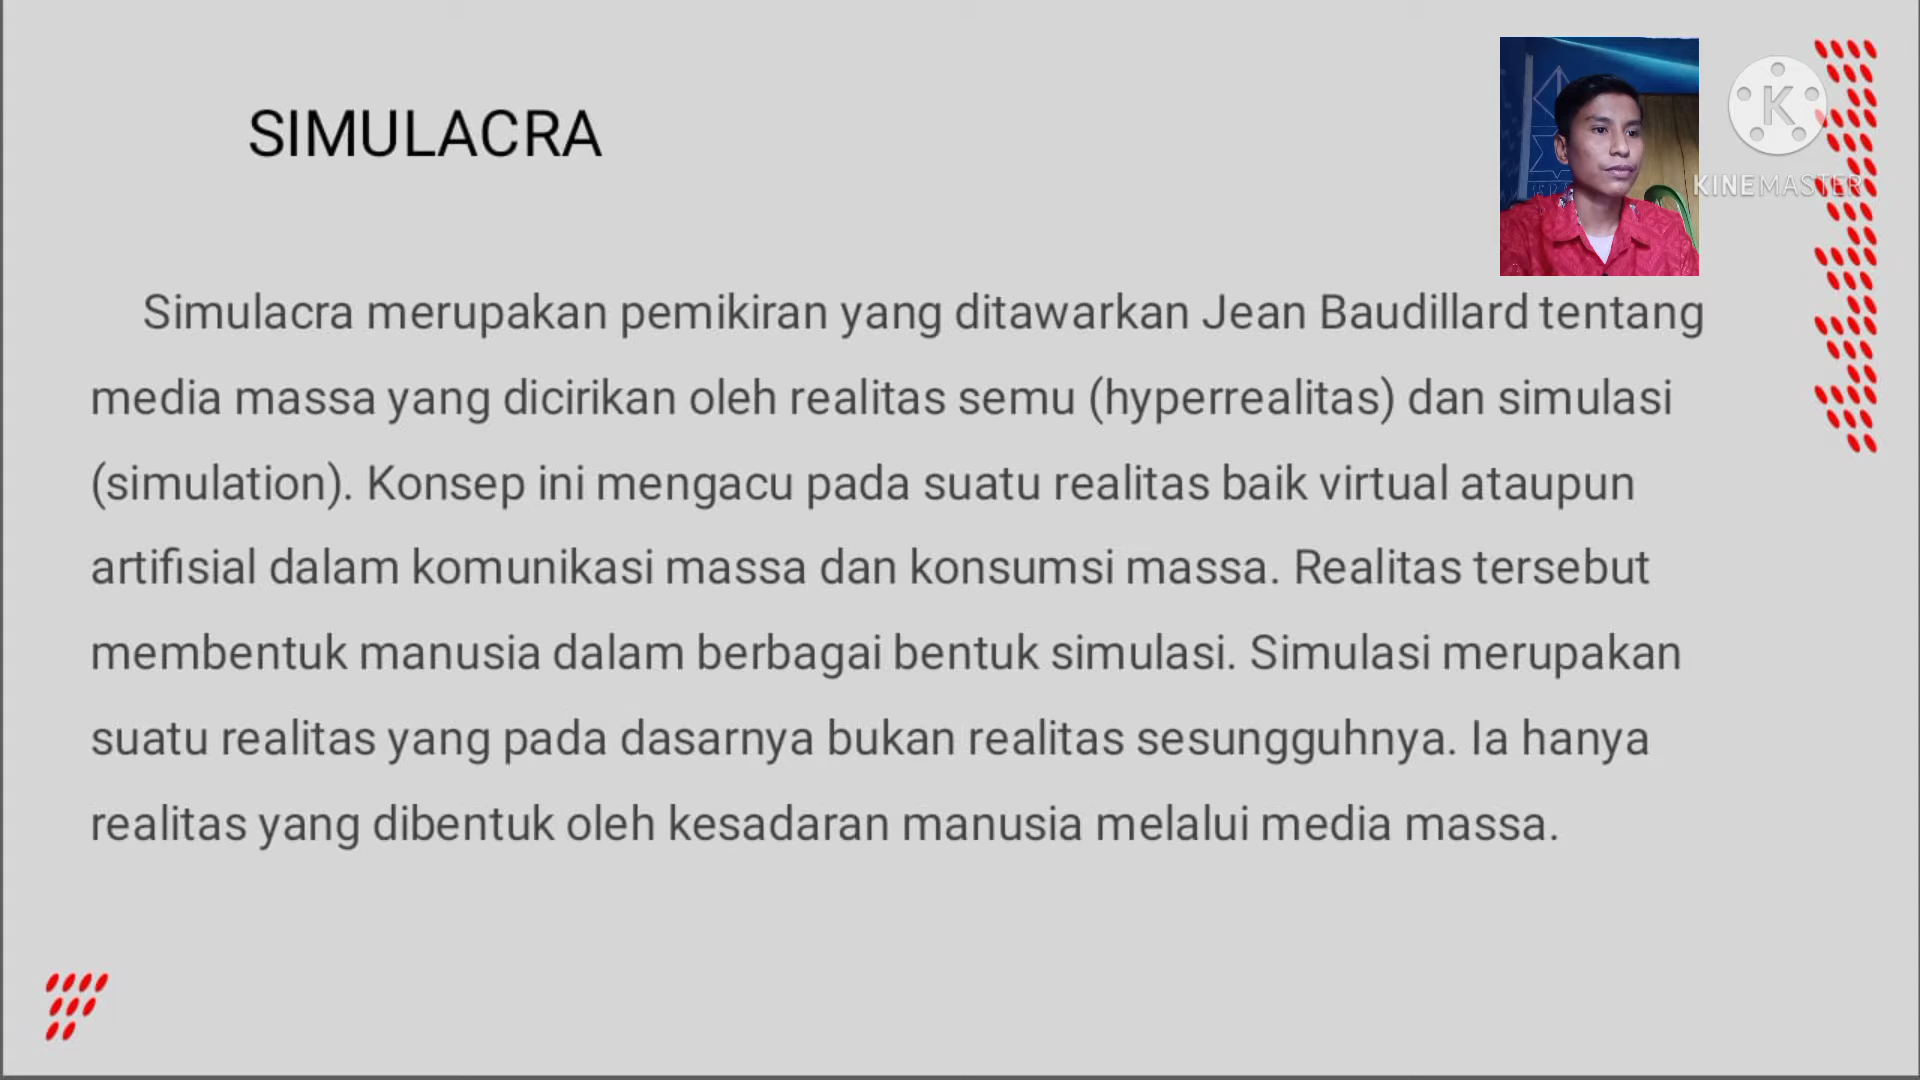 SIMULACRA
K
KINEMASTER
Simulacra merupakan pemikiran yang ditawarkan Jean Baudillard tentang
media massa yang dicirikan oleh realitas semu (hyperrealitas) dan simulasi
(simulation). Konsep ini mengacu pada suatu realitas baik virtual ataupun
artifisial dalam komunikasi massa dan konsumsi massa. Realitas tersebut
membentuk manusia dalam berbagai bentuk simulasi. Simulasi merupakan
suatu realitas yang pada dasarnya bukan realitas sesungguhnya. Ia hanya
realitas yang dibentuk oleh kesadaran manusia melalui media massa.